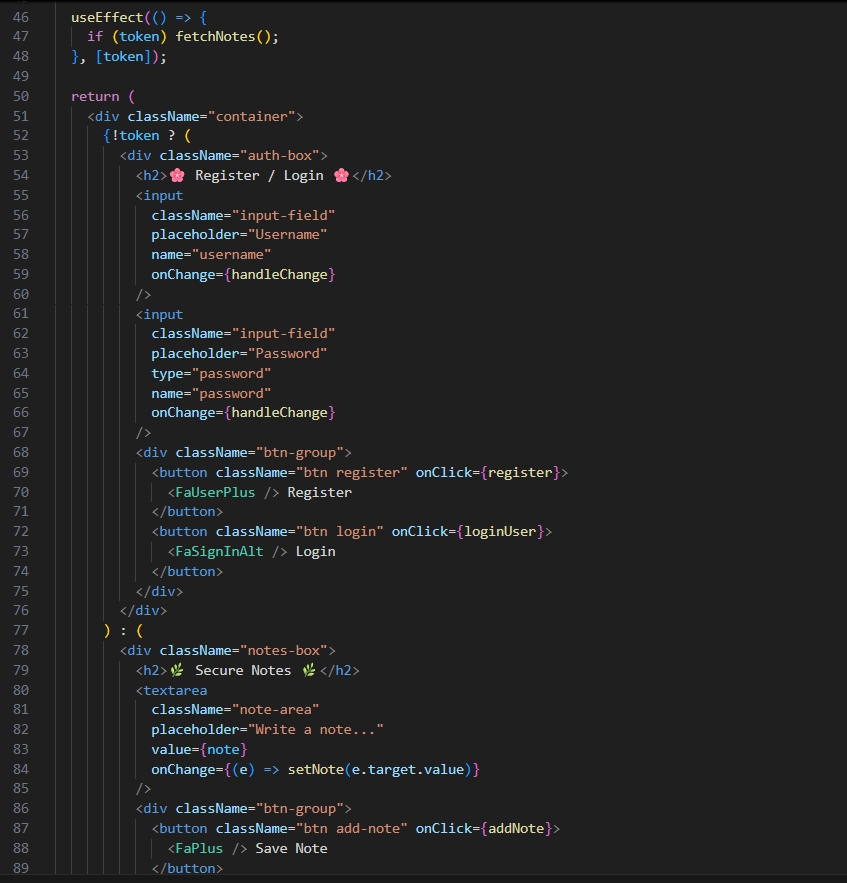 46 useEffect(() => {
47 if (token) fetchNotes();
48 }, [token]);
49
50 return (
51 <div className="container">
52 {!token ? (
53 <div className="auth-box">
54 <h2>🌸 Register / Login 🌸</h2>
55 <input
56 className="input-field"
57 placeholder="Username"
58 name="username"
59 onChange={handleChange}
60 />
61 <input
62 className="input-field"
63 placeholder="Password"
64 type="password"
65 name="password"
66 onChange={handleChange}
67 />
68 <div className="btn-group">
69 <button className="btn register" onClick={register}>
70 <FaUserPlus /> Register
71 </button>
72 <button className="btn login" onClick={loginUser}>
73 <FaSignInAlt /> Login
74 </button>
75 </div>
76 </div>
77 ) : (
78 <div className="notes-box">
79 <h2>🌿 Secure Notes 🌿</h2>
80 <textarea
81 className="note-area"
82 placeholder="Write a note..."
83 value={note}
84 onChange={(e) => setNote(e.target.value)}
85 />
86 <div className="btn-group">
87 <button className="btn add-note" onClick={addNote}>
88 <FaPlus /> Save Note
89 </button>